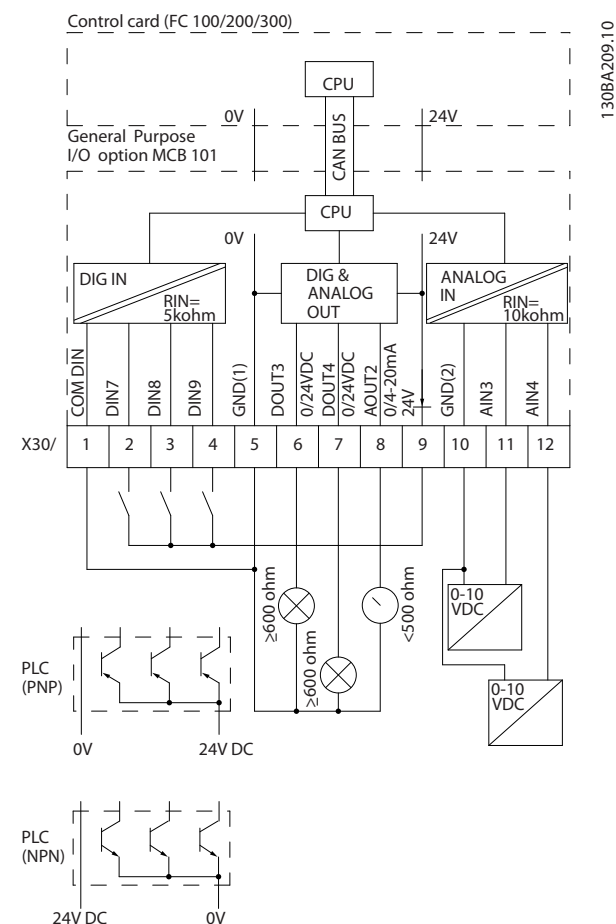 Control card (FC 100/200/300)
130BA209.10
CPU
0V
24V
CAN BUS
General Purpose
I/O option MCB 101
CPU
0V
24V
DIG IN
RIN=
5kohm
DIG &
ANALOG
OUT
ANALOG
IN
RIN=
10kohm
COM DIN
DIN7
DIN8
DIN9
GND(1)
DOUT3
0/24VDC
DOUT4
0/24VDC
AOUT2
0/4-20mA
24V
GND(2)
AIN3
AIN4
X30/ 1 2 3 4 5 6 7 8 9 10 11 12
≥600 ohm
≥600 ohm
<500 ohm
0-10
VDC
0-10
VDC
PLC
(PNP)
0V
24V DC
PLC
(NPN)
24V DC
0V